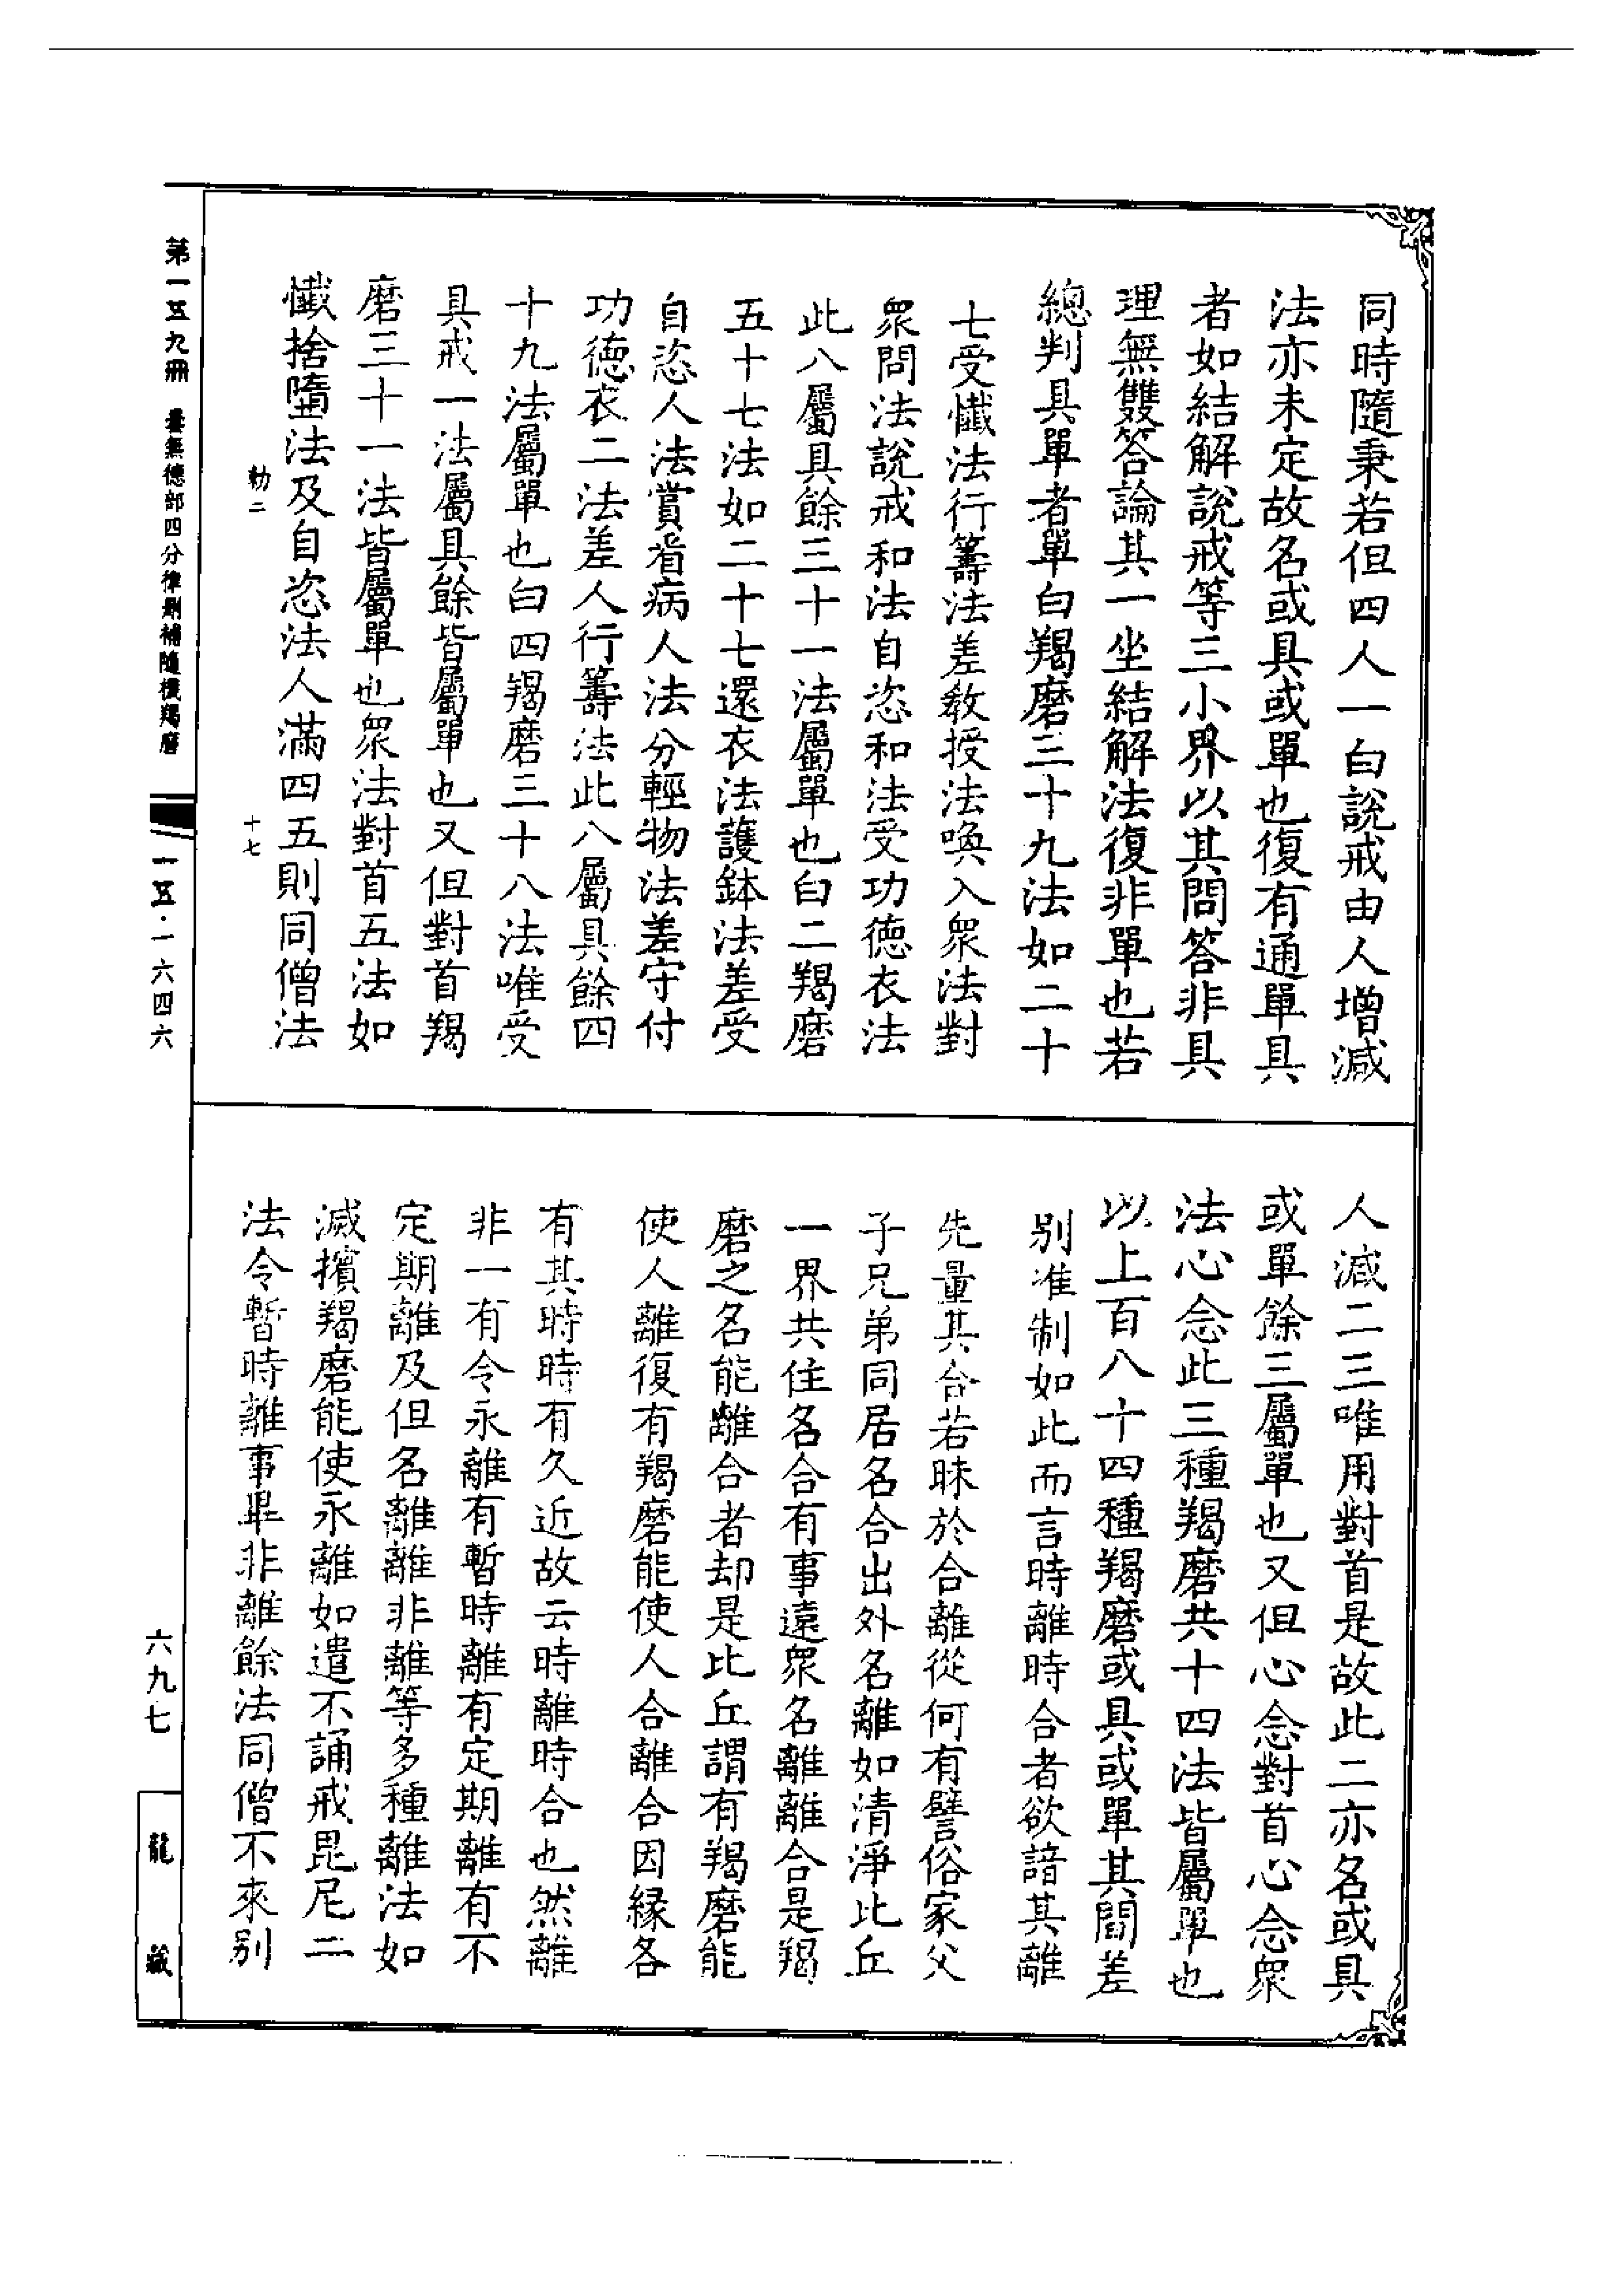 同時隨秉若但四人一白說戒由人增減
法亦未定故名或具或單也復有通單具
者如結解說戒等三小界以其問答非具
理無雙答論其一坐結解法復非單也若
總判具單者單白羯磨三十九法如二十
七受懺法行籌法差教授法喚入眾法對
眾問法說戒和法自恣和法受功德衣法
此八屬具餘三十一法屬單也白二羯磨
五十七法如二十七還衣法護鉢法差受
自恣人法賞看病人法分輕物法差守付
功德衣二法差人行籌法此八屬具餘四
十九法屬單也白四羯磨三十八法唯受
具戒一法屬具餘皆屬單也又但對首羯
磨三十一法皆屬單也眾法對首五法如
懺捨墮法及自恣法人滿四五則同僧法
勅二
十七
人減二三唯用對首是故此二亦名或具
或單餘三屬單也又但心念對首心念眾
法心念此三種羯磨共十四法皆屬單也
以上百八十四種羯磨或具或單其間差
別准制如此而言時離時合者欲諳其離
先量其合若昧於合離從何有譬俗家父
子兄弟同居名合出外名離如清淨比丘
一界共住名合有事遠眾名離離合是羯
磨之名能離合者却是比丘謂有羯磨能
使人離復有羯磨能使人合離合因緣各
有其時時有久近故云時離時合也然離
非一有令永離有暫時離有定期離有不
定期離及但名離離非離等多種離法如
滅擯羯磨能使永離如遣不誦戒毘尼二
法令暫時離事畢非離餘法同僧不來別
第一五九冊 曇無德部四分律刪補隨機羯磨
一五·一六四六
六九七
龍藏